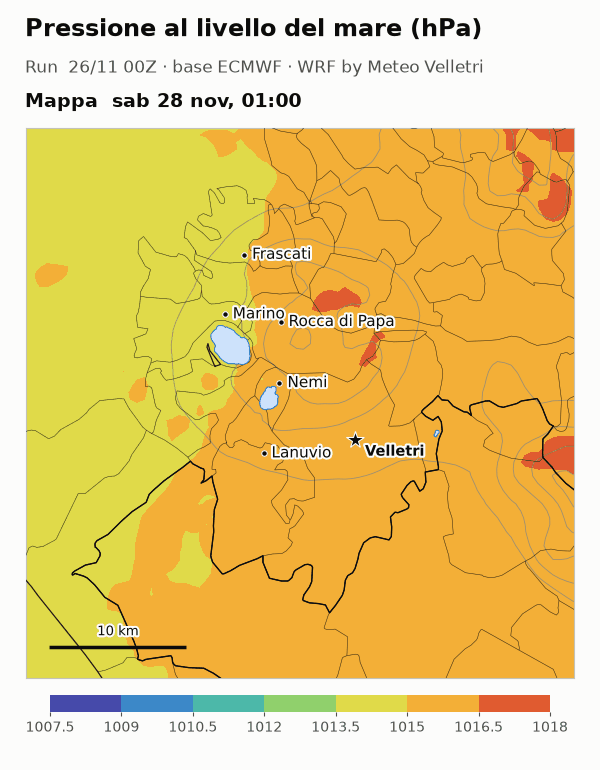 Pressione al livello del mare (hPa)
Run  26/11 00Z · base ECMWF · WRF by Meteo Velletri
Mappa  sab 28 nov, 01:00
Frascati
Marino
Rocca di Papa
Nemi
Velletri
Lanuvio
10 km
1007.5 1009 1010.5 1012 1013.5 1015 1016.5 1018